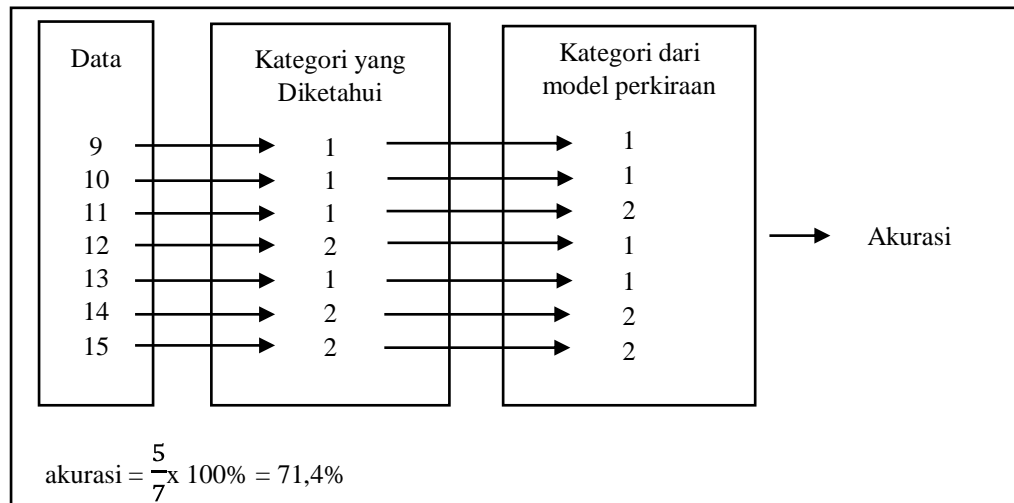 Data
Kategori yang
Diketahui
Kategori dari
model perkiraan
9 1 1
10 1 1
11 1 2
12 2 1
13 1 1
14 2 2
15 2 2
Akurasi
akurasi = 5/7 x 100% = 71,4%